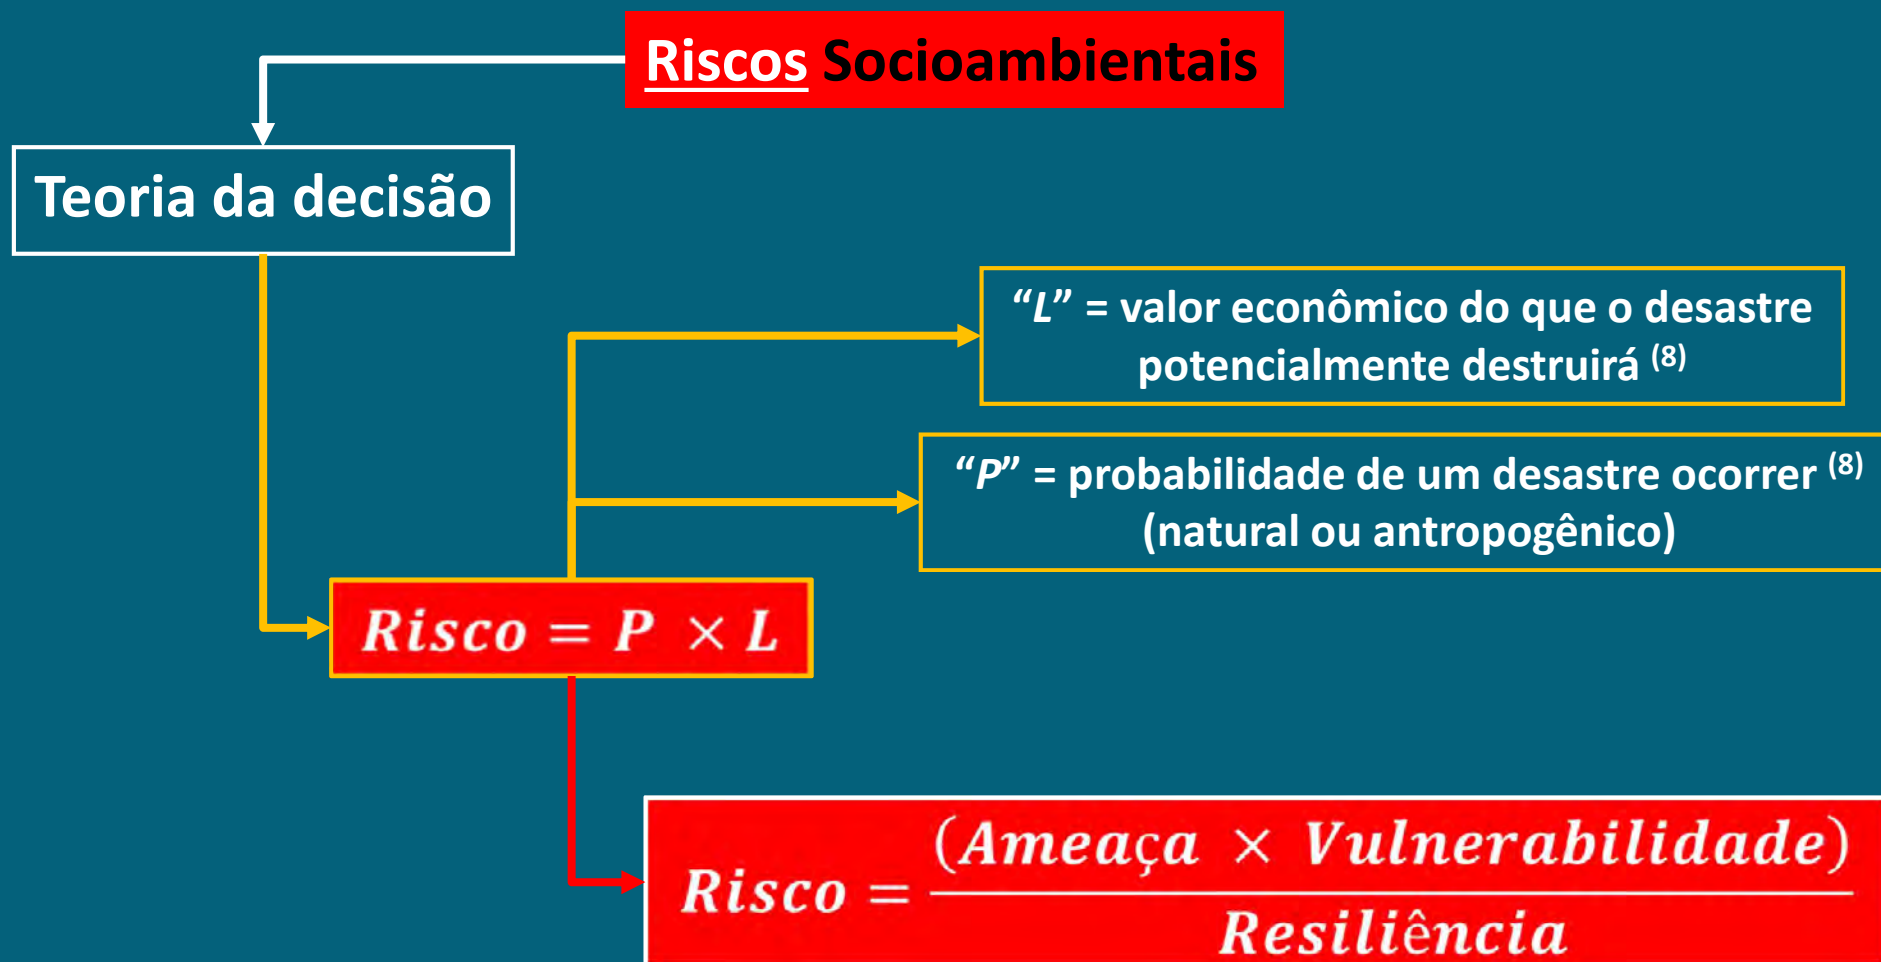 Riscos Socioambientais
Teoria da decisão
“L” = valor econômico do que o desastre
potencialmente destruirá (8)
“P” = probabilidade de um desastre ocorrer (8)
(natural ou antropogênico)
Risco = P × L
Risco = (Ameaça × Vulnerabilidade)
Resiliência